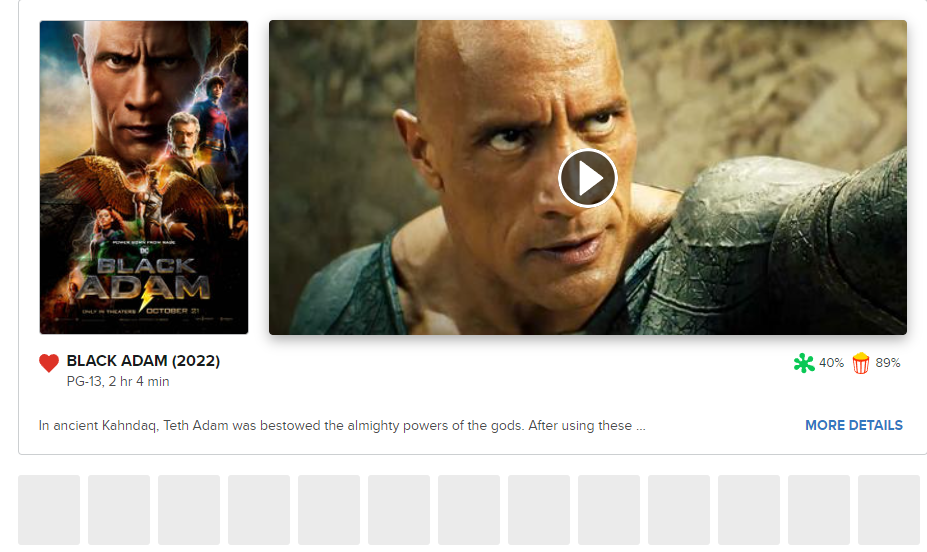 POWER BORN FROM RAGE
DC
BLACK
ADAM
ONLY IN THEATERS OCTOBER 21
BLACK ADAM (2022)
40% 89%
PG-13, 2 hr 4 min
In ancient Kahndaq, Teth Adam was bestowed the almighty powers of the gods. After using these ...
MORE DETAILS